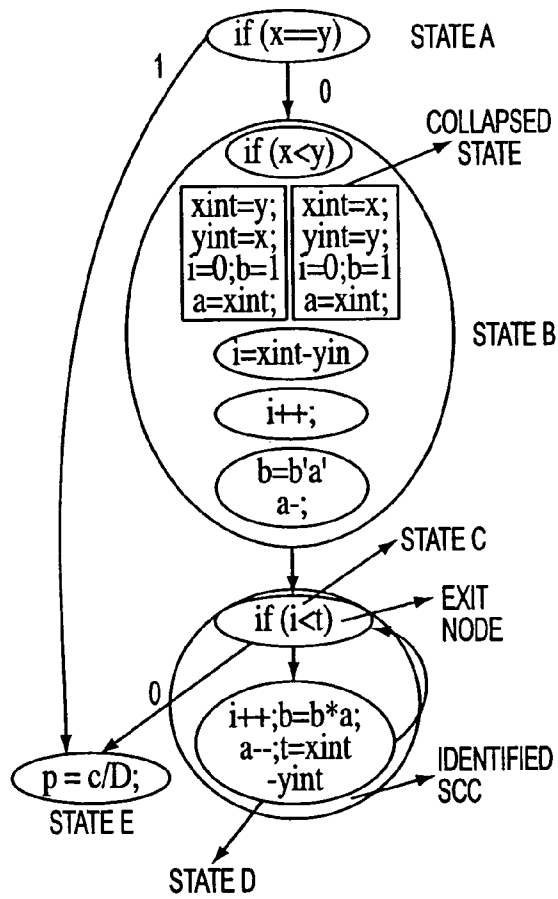 if (x==y)
STATE A
1
0
COLLAPSED
STATE
if (x<y)
xint=y;
yint=x;
i=0;b=1
a=xint;
xint=x;
yint=y;
i=0;b=1
a=xint;
STATE B
i=xint-yin
i++;
b=b'a'
a-;
STATE C
EXIT
NODE
if (i<t)
0
i++;b=b*a;
a--;t=xint
-yint
p = c/D;
STATE E
IDENTIFIED
SCC
STATE D